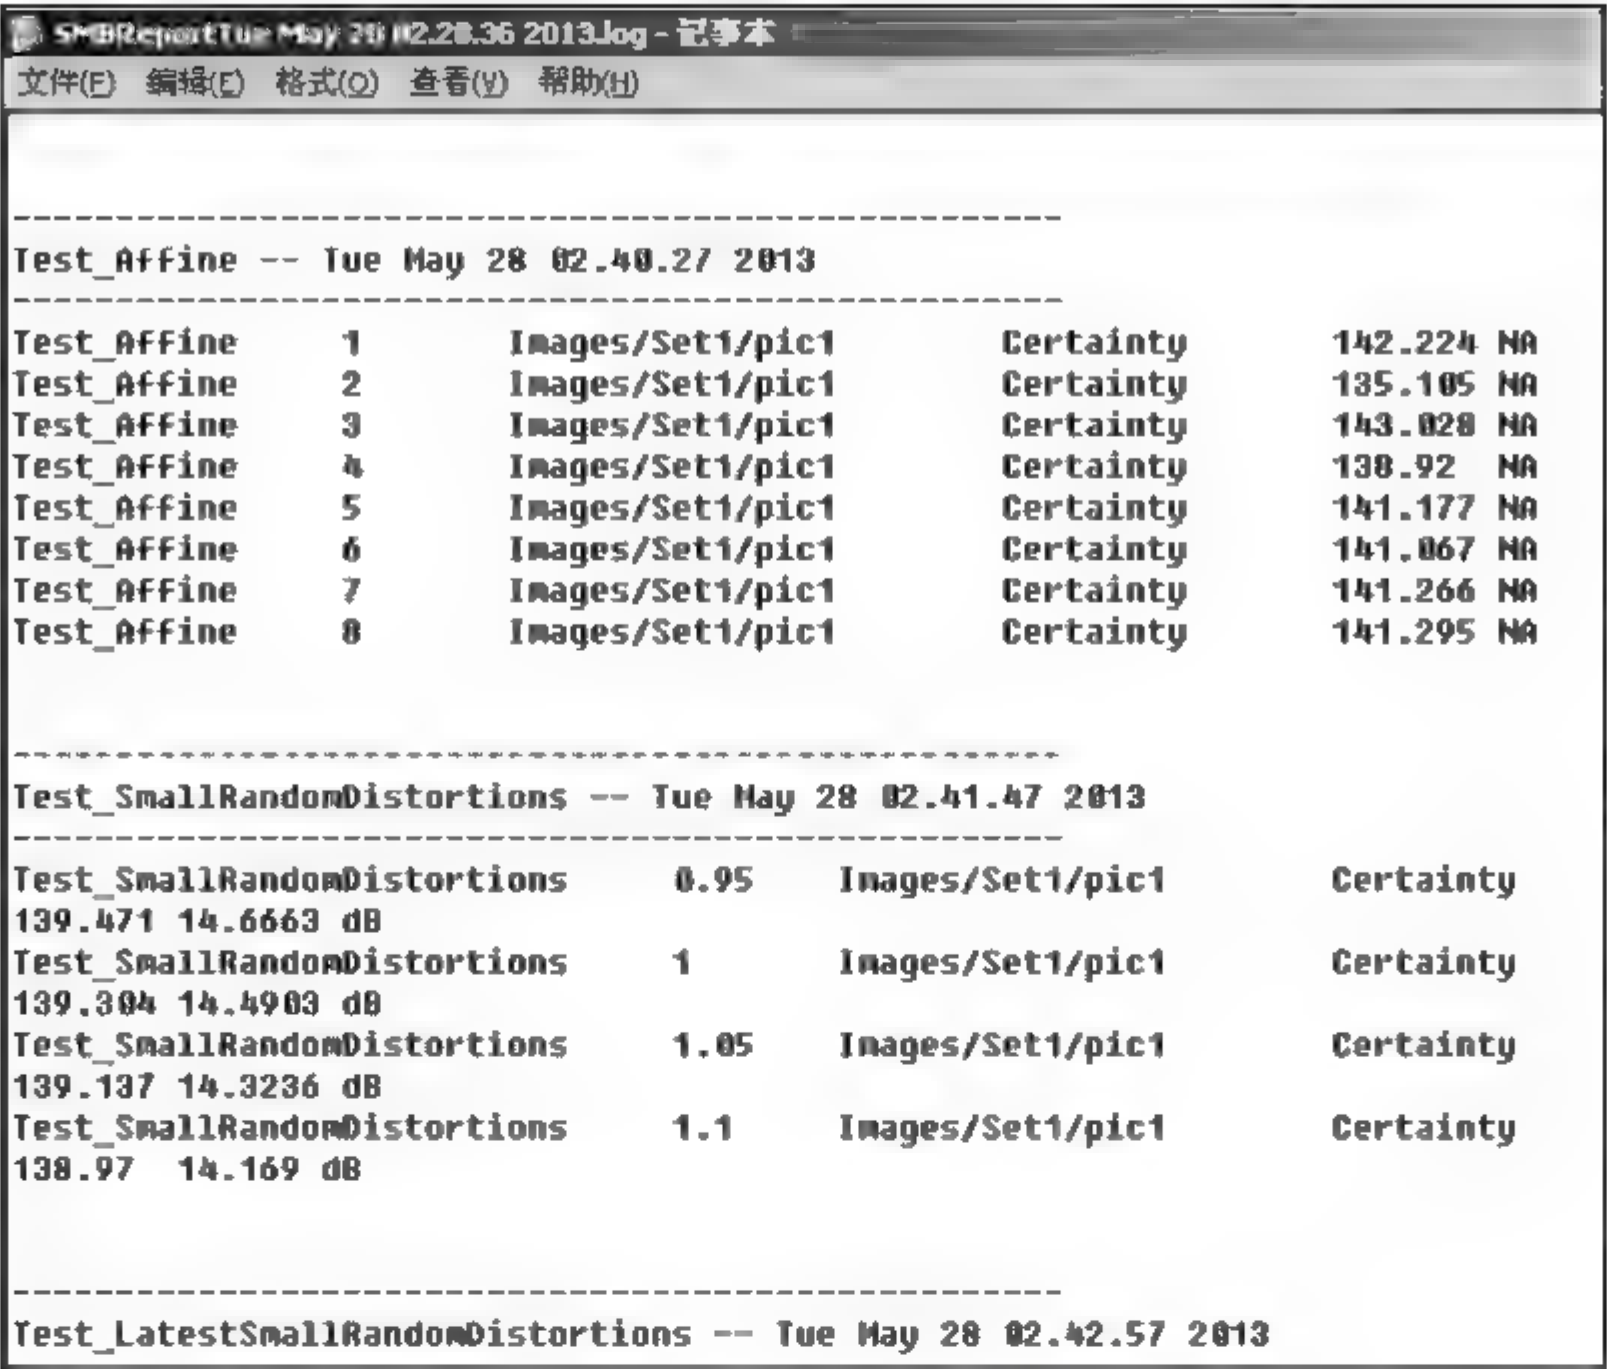 SMBReportTue May 28 02.28.36 2013.log - 记事本
文件(F) 编辑(E) 格式(O) 查看(V) 帮助(H)
----------------------------------------------------
Test_Affine -- Tue May 28 02.40.27 2013
----------------------------------------------------
Test_Affine 1 Images/Set1/pic1 Certainty 142.224 NA
Test_Affine 2 Images/Set1/pic1 Certainty 135.105 NA
Test_Affine 3 Images/Set1/pic1 Certainty 143.028 NA
Test_Affine 4 Images/Set1/pic1 Certainty 138.92 NA
Test_Affine 5 Images/Set1/pic1 Certainty 141.177 NA
Test_Affine 6 Images/Set1/pic1 Certainty 141.067 NA
Test_Affine 7 Images/Set1/pic1 Certainty 141.266 NA
Test_Affine 8 Images/Set1/pic1 Certainty 141.295 NA
----------------------------------------------------
Test_SmallRandomDistortions -- Tue May 28 02.41.47 2013
----------------------------------------------------
Test_SmallRandomDistortions 0.95 Images/Set1/pic1 Certainty
139.471 14.6663 dB
Test_SmallRandomDistortions 1 Images/Set1/pic1 Certainty
139.304 14.4903 dB
Test_SmallRandomDistortions 1.05 Images/Set1/pic1 Certainty
139.137 14.3236 dB
Test_SmallRandomDistortions 1.1 Images/Set1/pic1 Certainty
138.97 14.169 dB
----------------------------------------------------
Test_LatestSmallRandomDistortions -- Tue May 28 02.42.57 2013